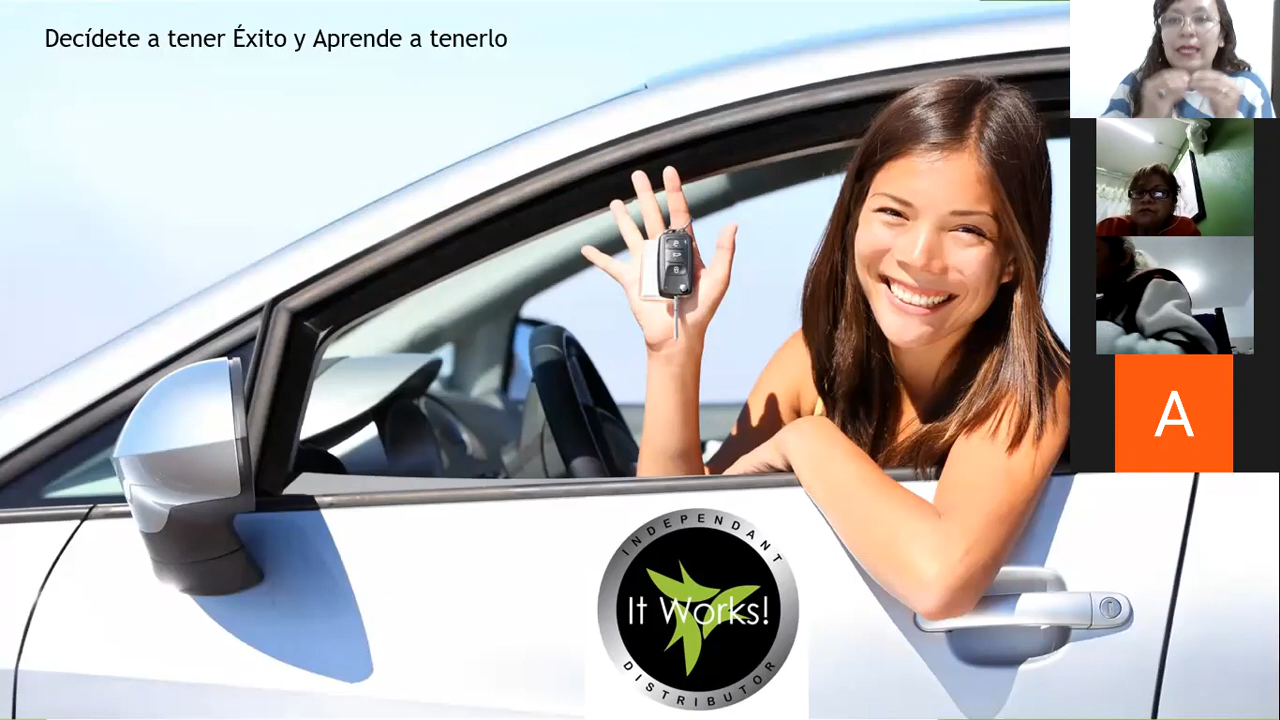 Decídete a tener Éxito y Aprende a tenerlo
A
INDEPENDANT
It Works!
DISTRIBUTOR